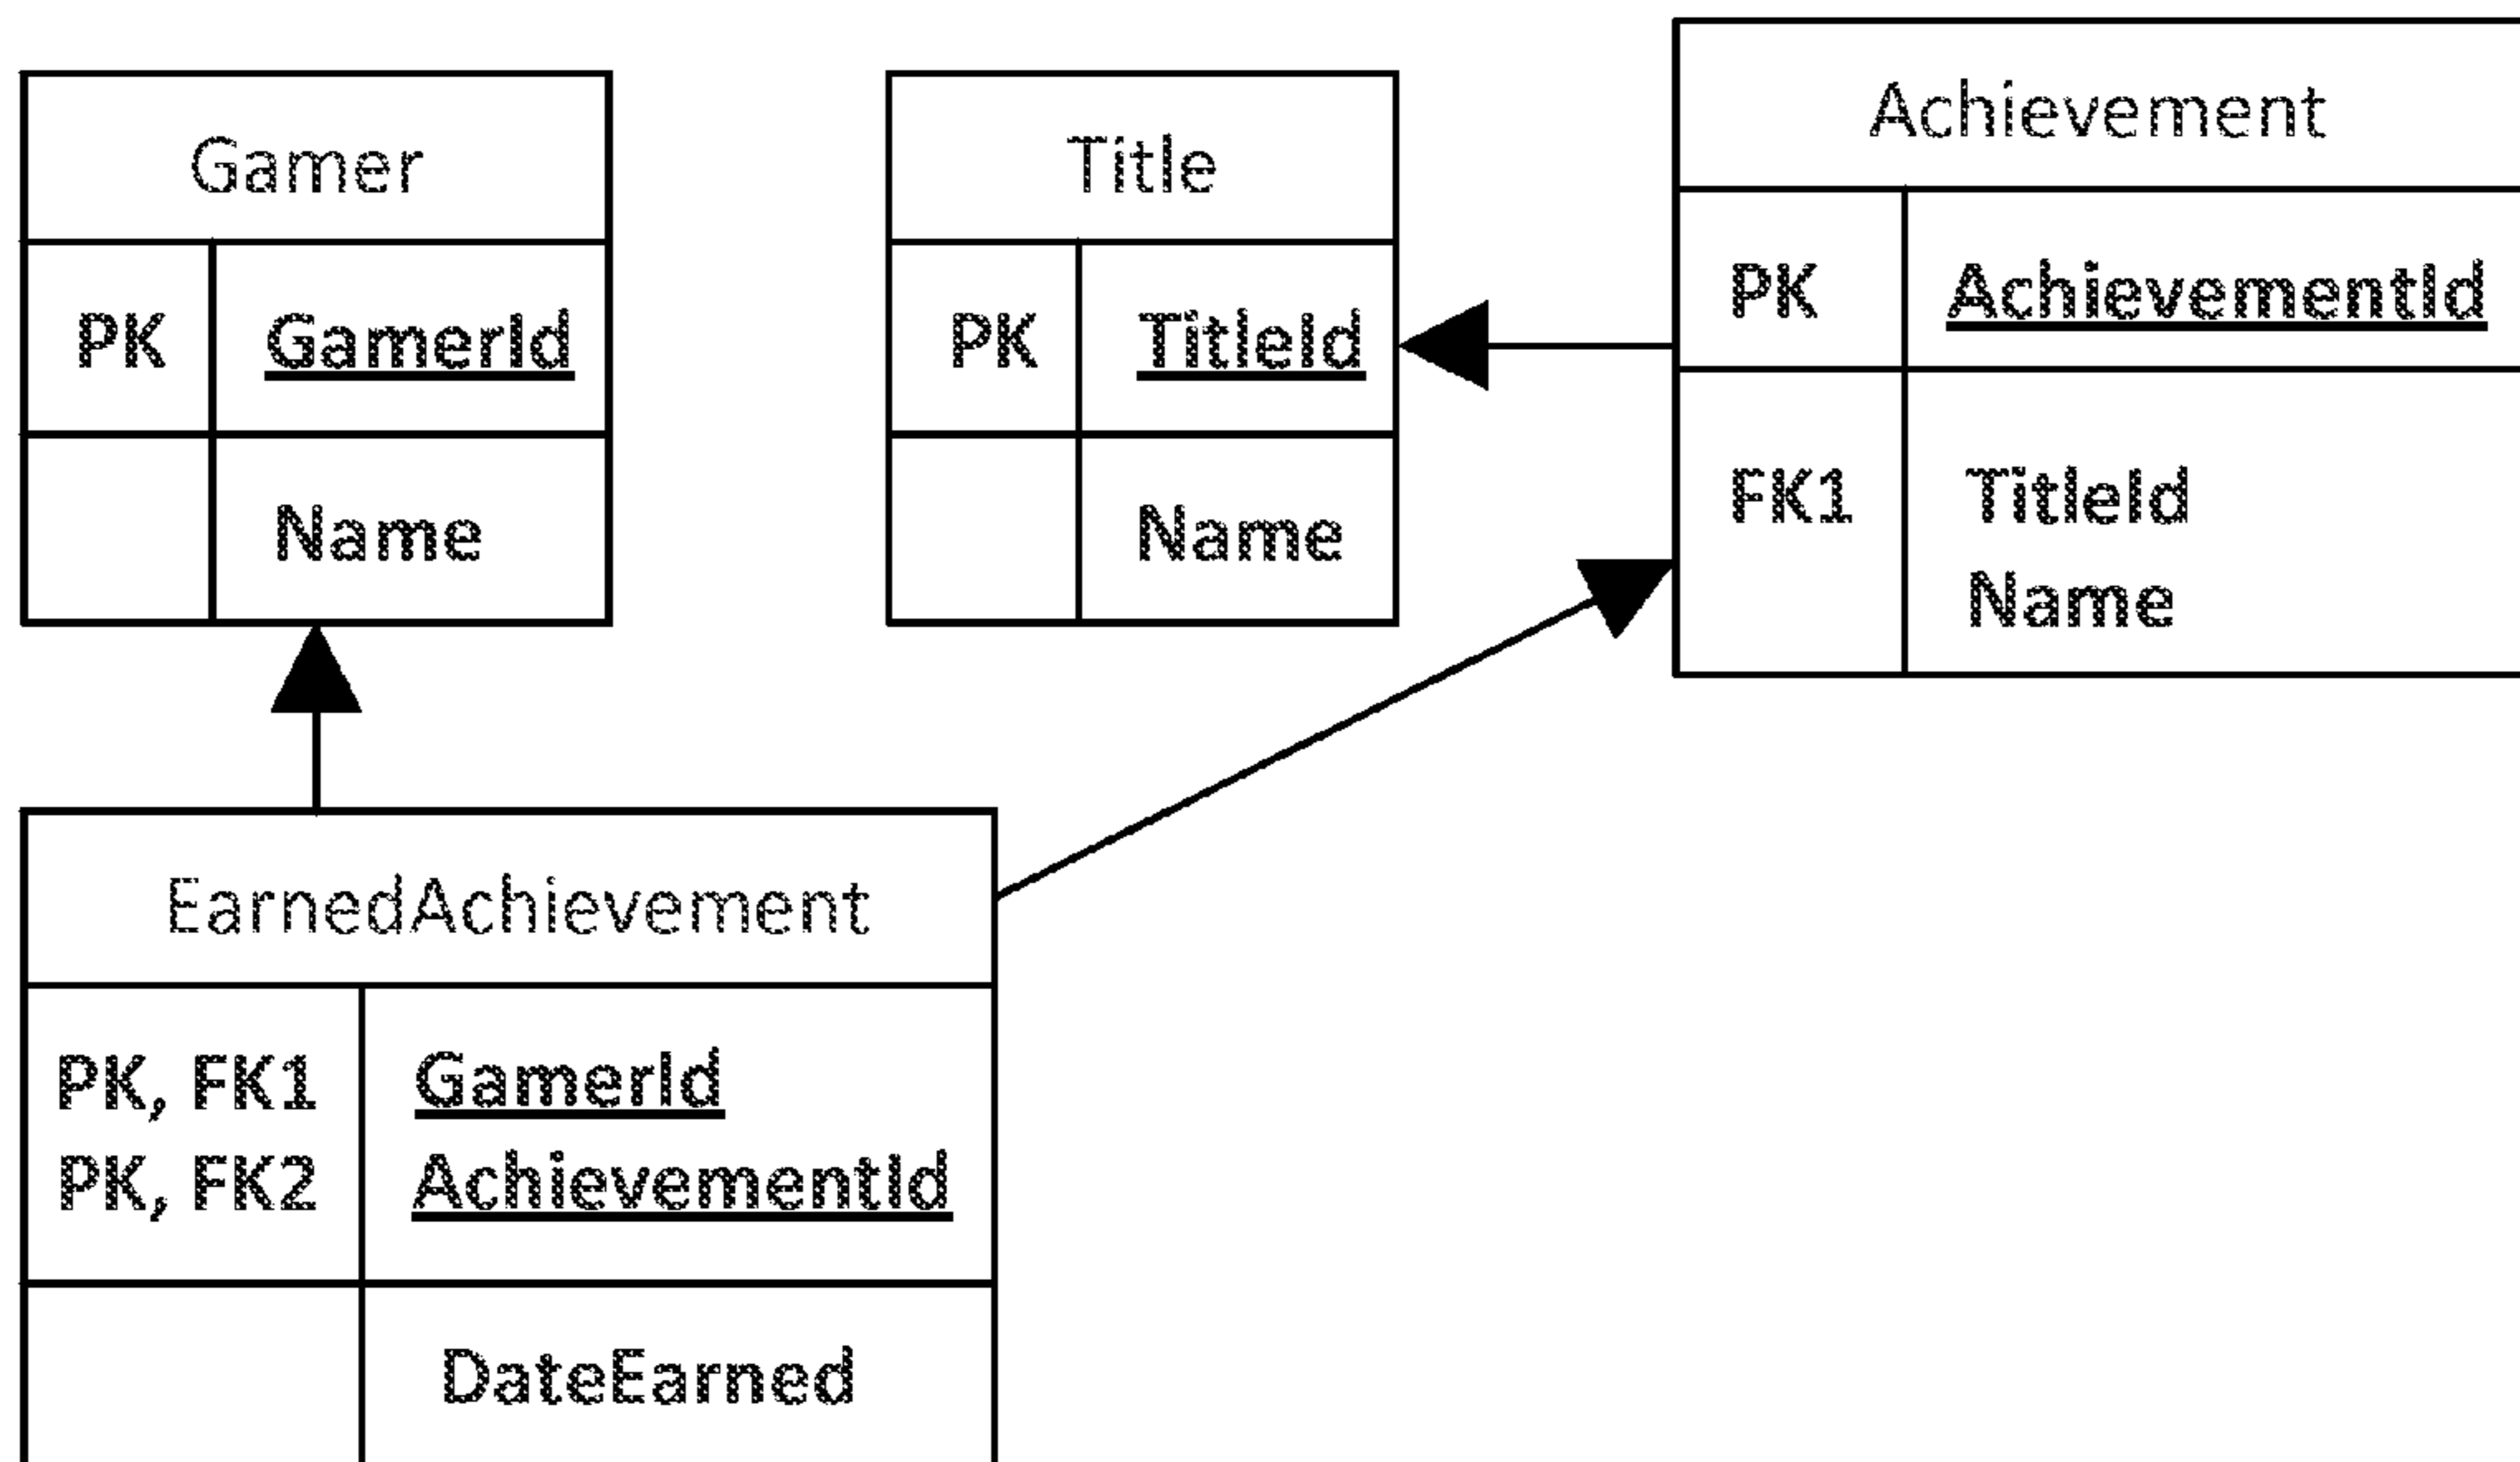 Gamer
PK GamerId
Name
Title
PK TitleId
Name
Achievement
PK AchievementId
FK1 TitleId
Name
EarnedAchievement
PK, FK1 GamerId
PK, FK2 AchievementId
DateEarned